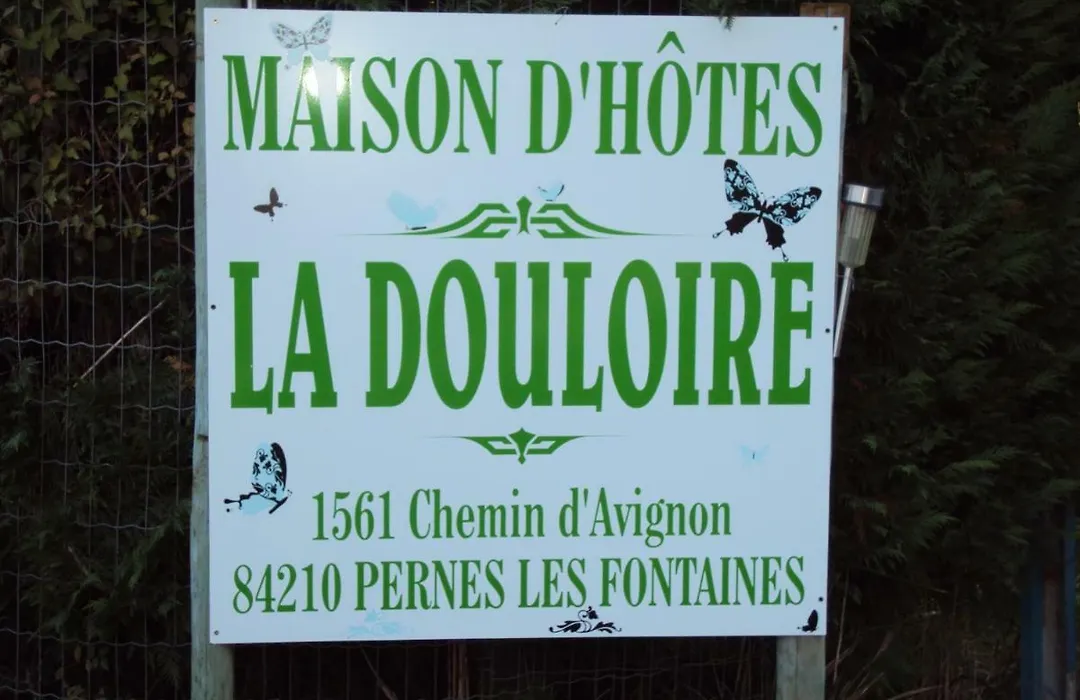 MAISON D'HÔTES
LA DOULOIRE
1561 Chemin d'Avignon
84210 PERNES LES FONTAINES